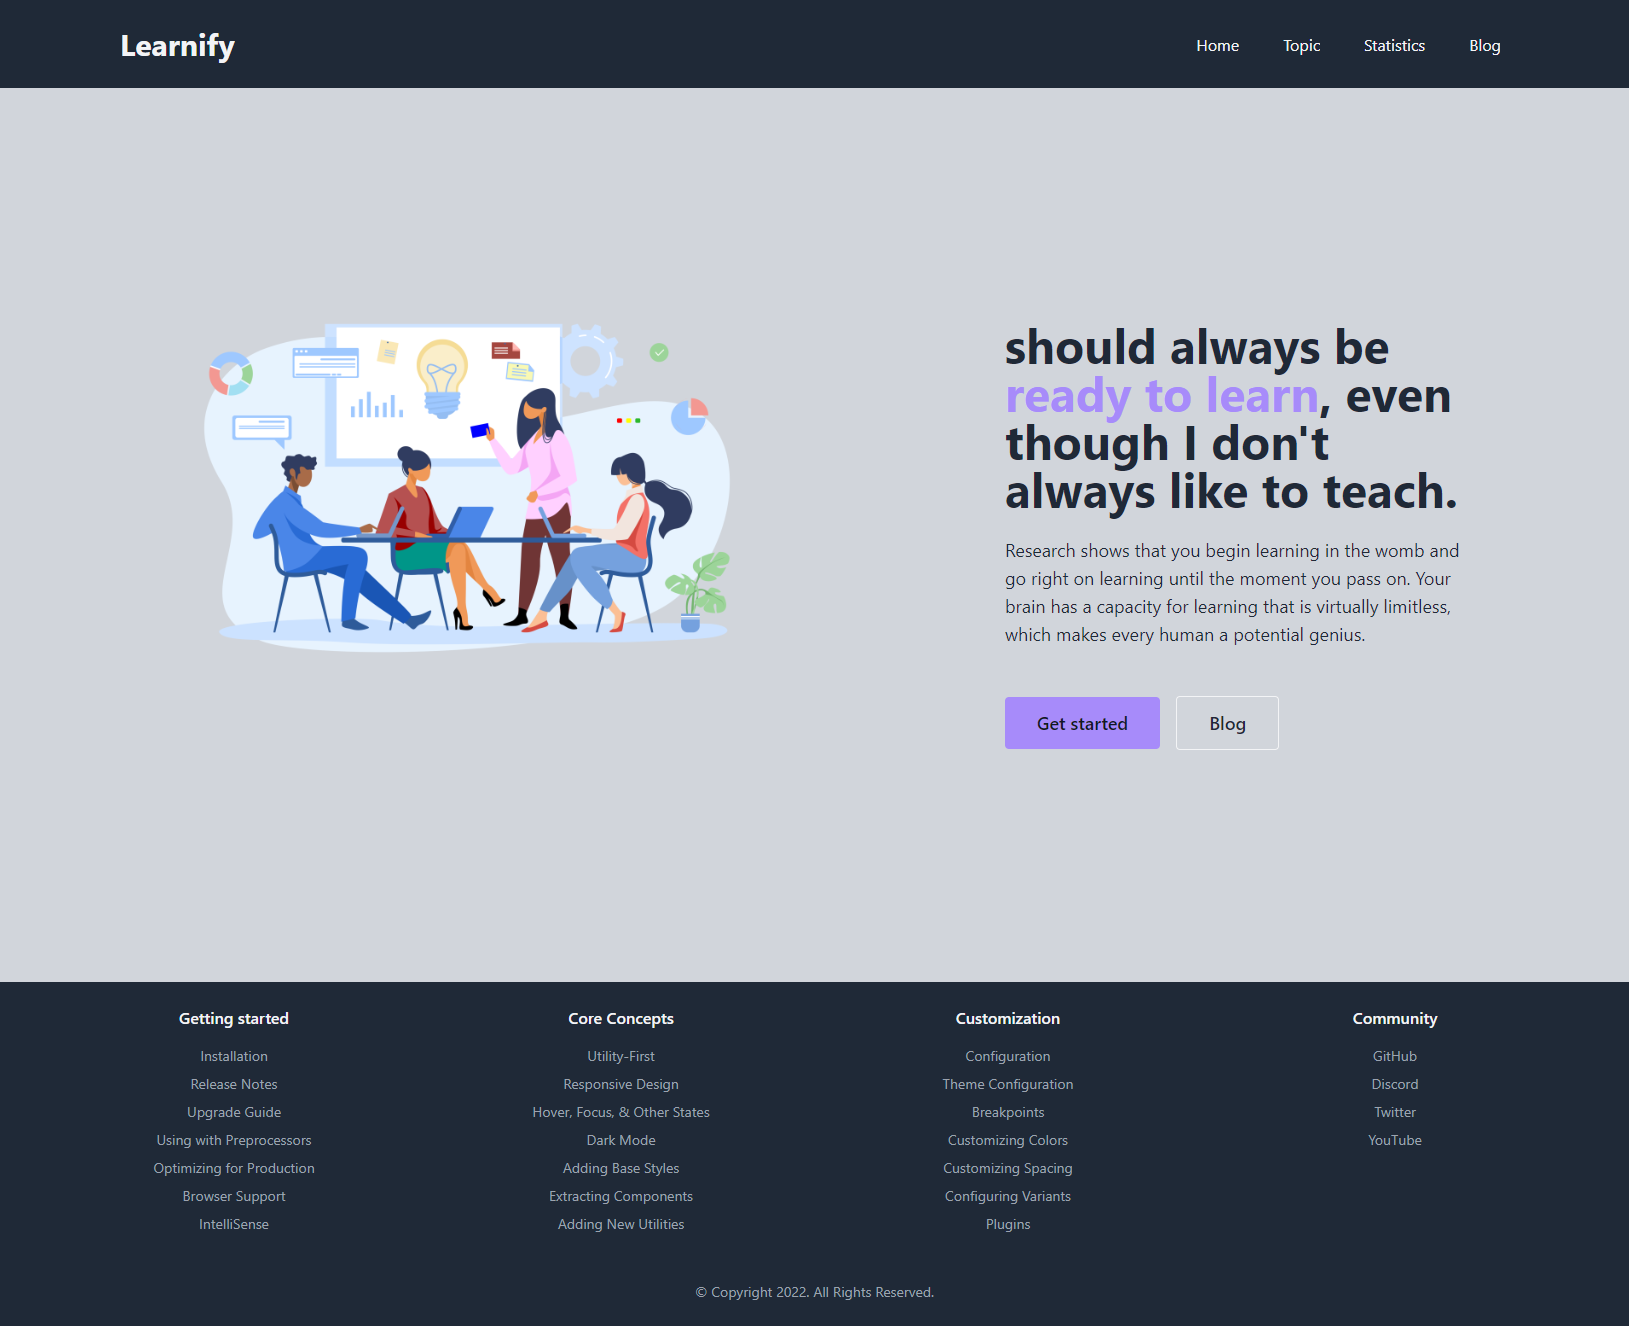 Learnify
Home
Topic
Statistics
Blog
should always be
ready to learn, even
though I don't
always like to teach.
Research shows that you begin learning in the womb and
go right on learning until the moment you pass on. Your
brain has a capacity for learning that is virtually limitless,
which makes every human a potential genius.
Get started
Blog
Getting started
Installation
Release Notes
Upgrade Guide
Using with Preprocessors
Optimizing for Production
Browser Support
IntelliSense
Core Concepts
Utility-First
Responsive Design
Hover, Focus, & Other States
Dark Mode
Adding Base Styles
Extracting Components
Adding New Utilities
Customization
Configuration
Theme Configuration
Breakpoints
Customizing Colors
Customizing Spacing
Configuring Variants
Plugins
Community
GitHub
Discord
Twitter
YouTube
© Copyright 2022. All Rights Reserved.